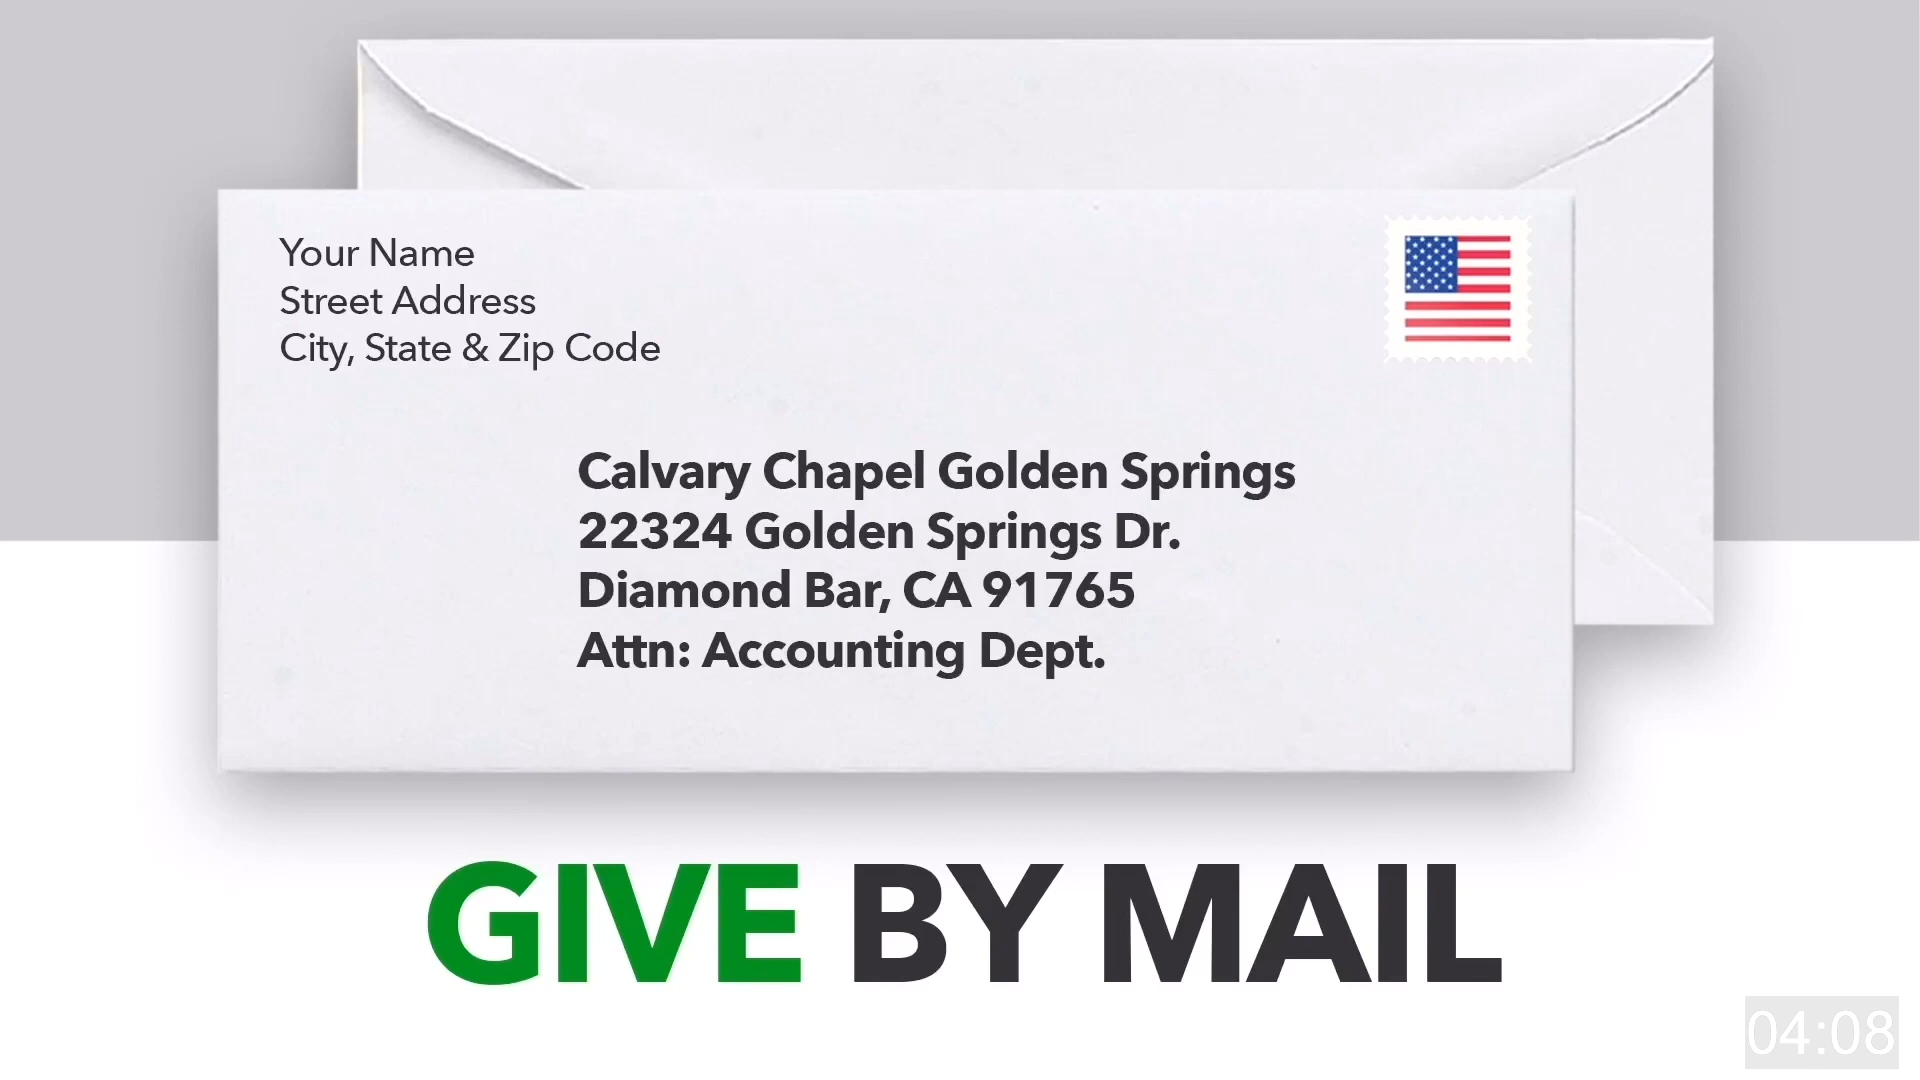 Your Name
Street Address
City, State & Zip Code
Calvary Chapel Golden Springs
22324 Golden Springs Dr.
Diamond Bar, CA 91765
Attn: Accounting Dept.
GIVE BY MAIL
04:08